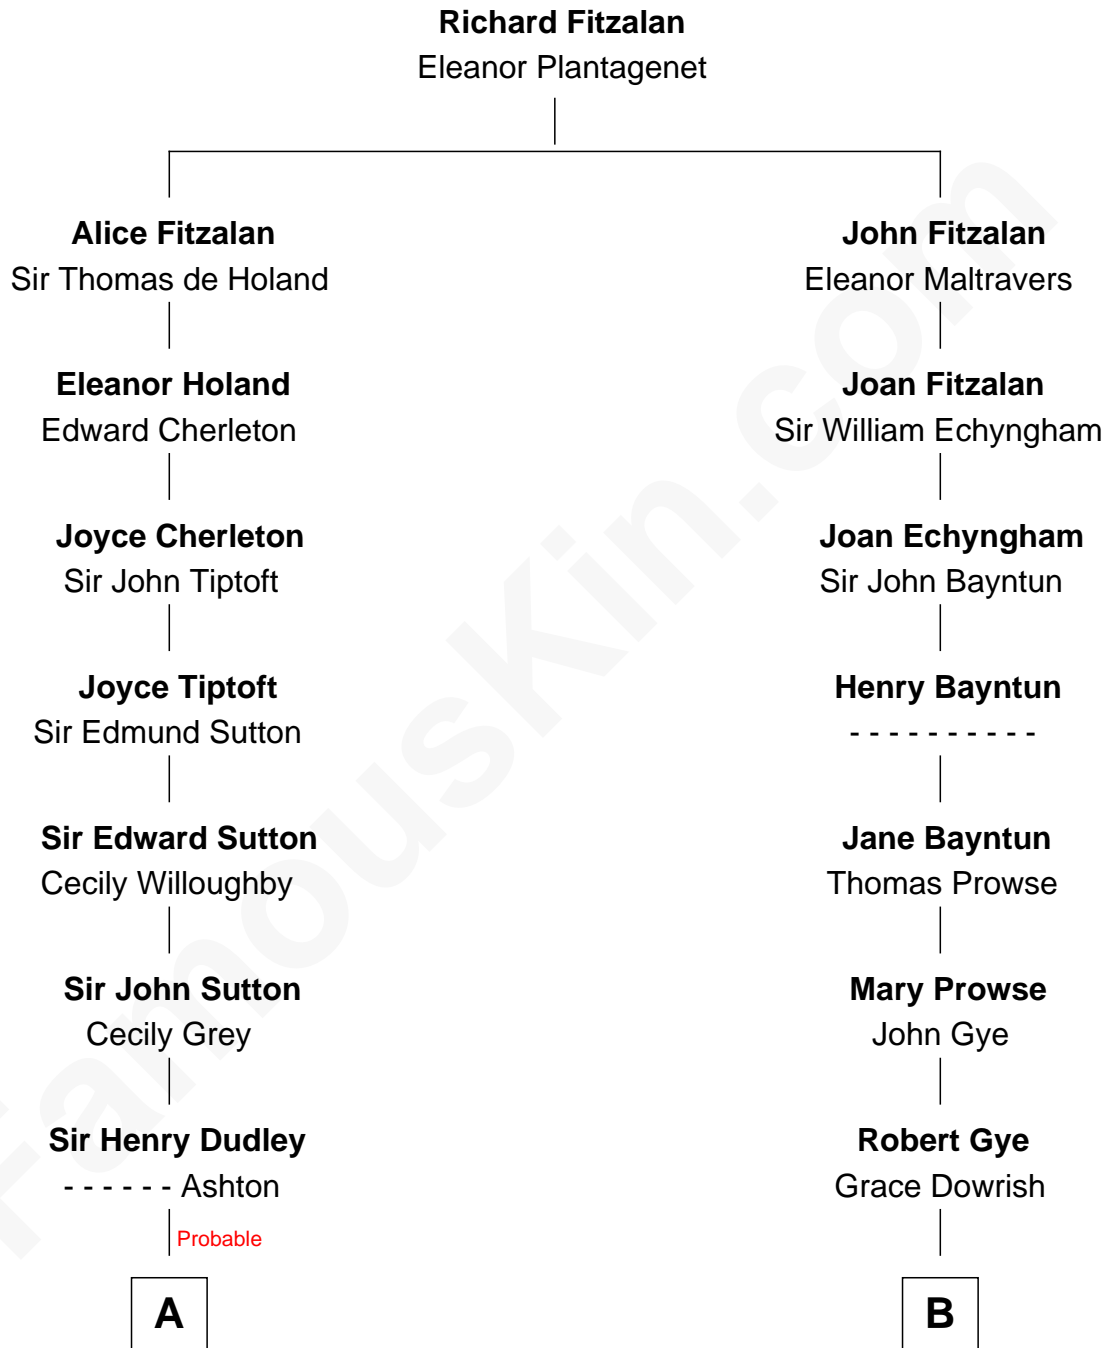 Richard Fitzalan
Eleanor Plantagenet
Alice Fitzalan
Sir Thomas de Holand
John Fitzalan
Eleanor Maltravers
Eleanor Holand
Edward Cherleton
Joan Fitzalan
Sir William Echyngham
Joyce Cherleton
Sir John Tiptoft
Joan Echyngham
Sir John Bayntun
Joyce Tiptoft
Sir Edmund Sutton
Henry Bayntun
- - - - - - - - - -
Sir Edward Sutton
Cecily Willoughby
Jane Bayntun
Thomas Prowse
Sir John Sutton
Cecily Grey
Mary Prowse
John Gye
Sir Henry Dudley
- - - - - - Ashton
Robert Gye
Grace Dowrish
Probable
A
B
FamousKin.com